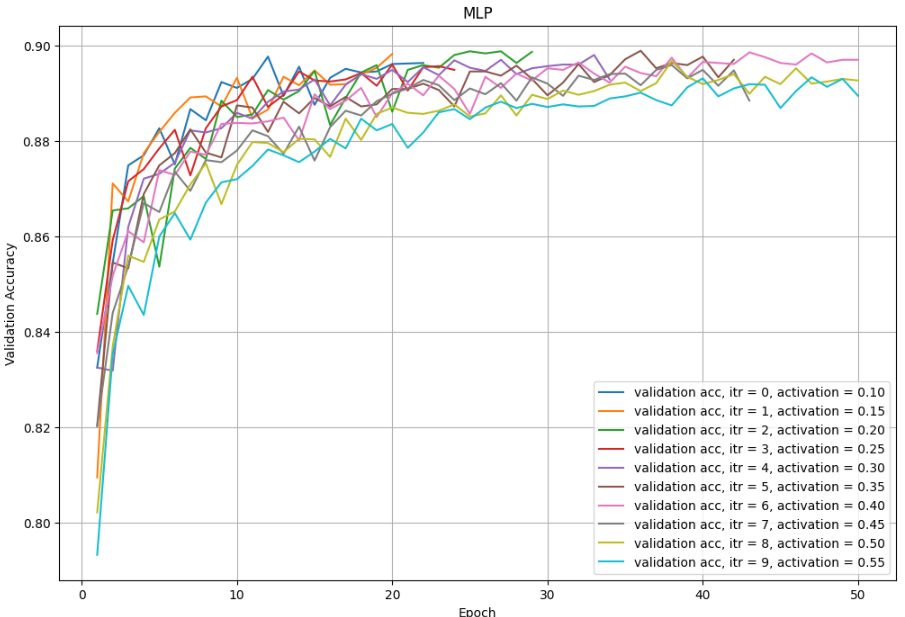 MLP
0.90
0.88
0.86
0.84
0.82
0.80
Validation Accuracy
validation acc, itr = 0, activation = 0.10
validation acc, itr = 1, activation = 0.15
validation acc, itr = 2, activation = 0.20
validation acc, itr = 3, activation = 0.25
validation acc, itr = 4, activation = 0.30
validation acc, itr = 5, activation = 0.35
validation acc, itr = 6, activation = 0.40
validation acc, itr = 7, activation = 0.45
validation acc, itr = 8, activation = 0.50
validation acc, itr = 9, activation = 0.55
0 10 20 30 40 50
Epoch